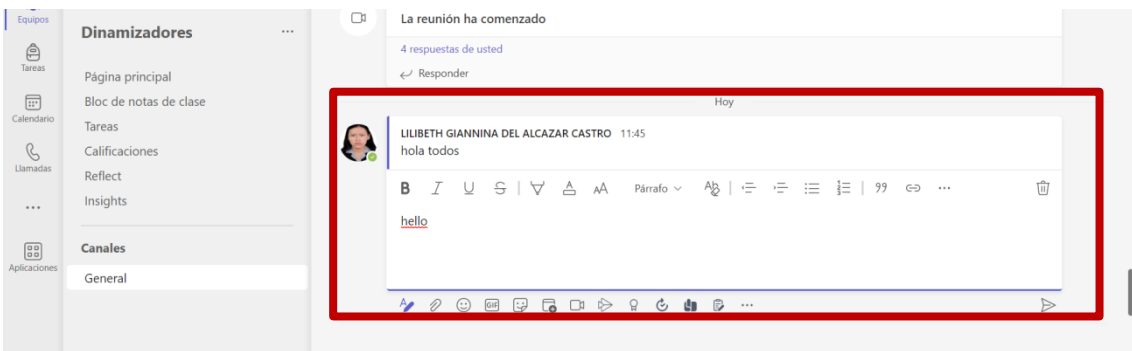 Equipos
Tareas
Calendario
Llamadas
Aplicaciones
Dinamizadores
Página principal
Bloc de notas de clase
Tareas
Calificaciones
Reflect
Insights
Canales
General
La reunión ha comenzado
4 respuestas de usted
Responder
Hoy
LILIBETH GIANNINA DEL ALCAZAR CASTRO 11:45
hola todos
Párrafo
hello
GIF